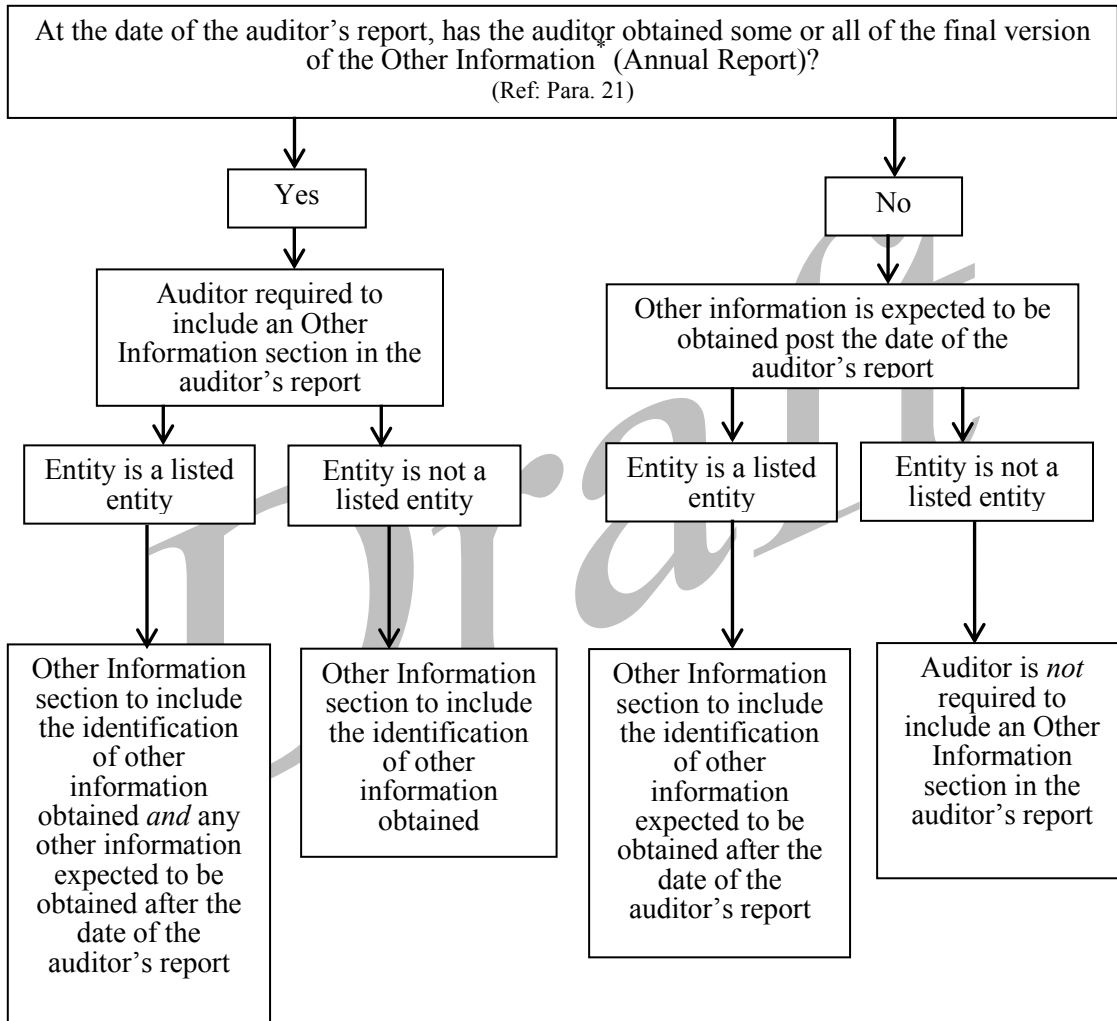 At the date of the auditor’s report, has the auditor obtained some or all of the final version
of the Other Information* (Annual Report)?
(Ref: Para. 21)
Yes
No
Auditor required to
include an Other
Information section in the
auditor’s report
Other information is expected to be
obtained post the date of the
auditor’s report
Entity is a listed
entity
Entity is not a
listed entity
Entity is a listed
entity
Entity is not a
listed entity
Other Information
section to include
the identification
of other
information
obtained and any
other information
expected to be
obtained after the
date of the
auditor’s report
Other Information
section to include
the identification
of other
information
obtained
Other Information
section to include
the identification
of other
information
expected to be
obtained after the
date of the
auditor’s report
Auditor is not
required to
include an Other
Information
section in the
auditor’s report
Draft